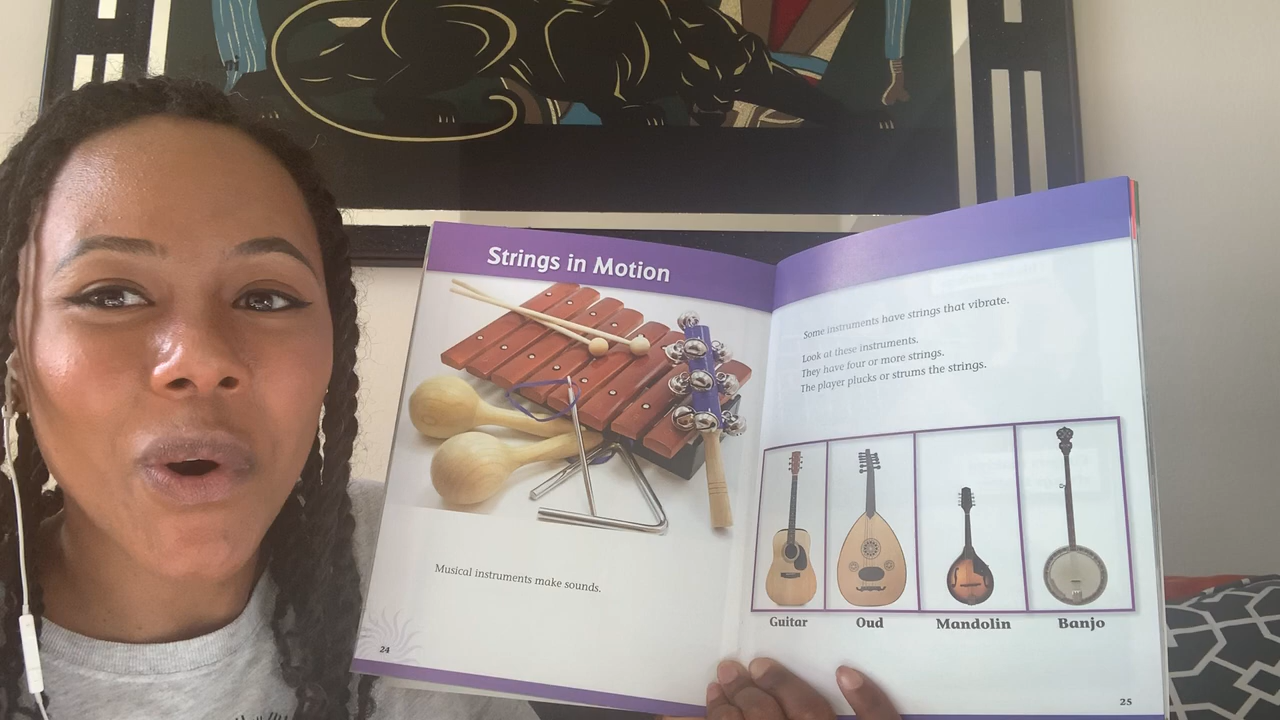 Strings in Motion
Musical instruments make sounds.
24
Some instruments have strings that vibrate.
Look at these instruments.
They have four or more strings.
The player plucks or strums the strings.
Guitar
Oud
Mandolin
Banjo
25